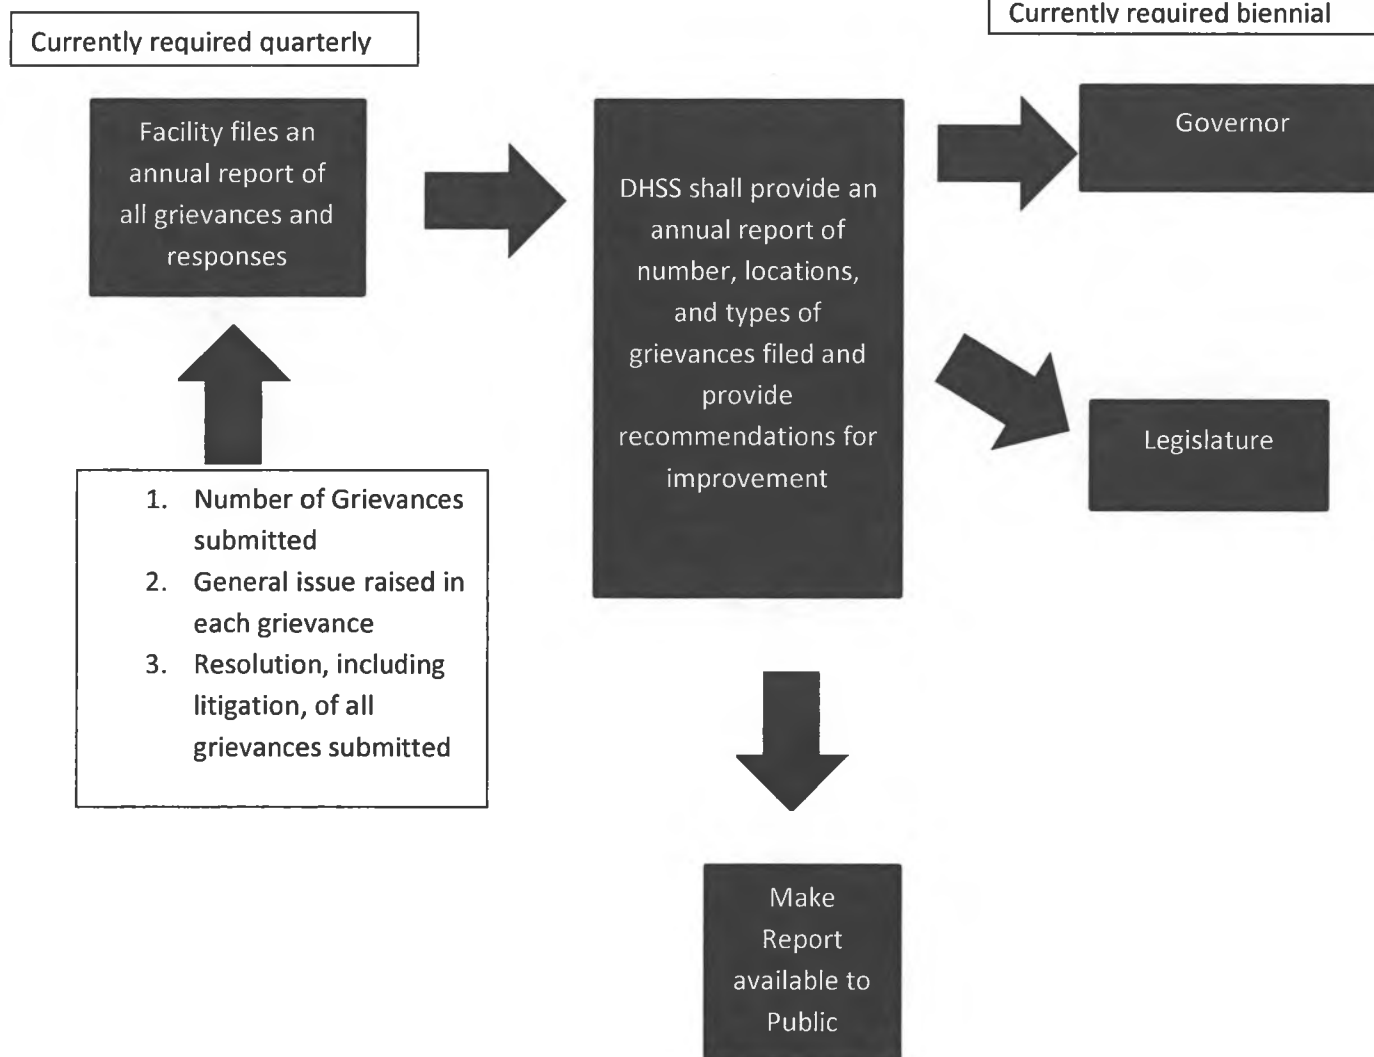 Currently required quarterly
Currently required biennial
Facility files an
annual report of
all grievances and
responses
DHSS shall provide an
annual report of
number, locations,
and types of
grievances filed and
provide
recommendations for
improvement
Governor
Legislature
1. Number of Grievances
submitted
2. General issue raised in
each grievance
3. Resolution, including
litigation, of all
grievances submitted
Make
Report
available to
Public